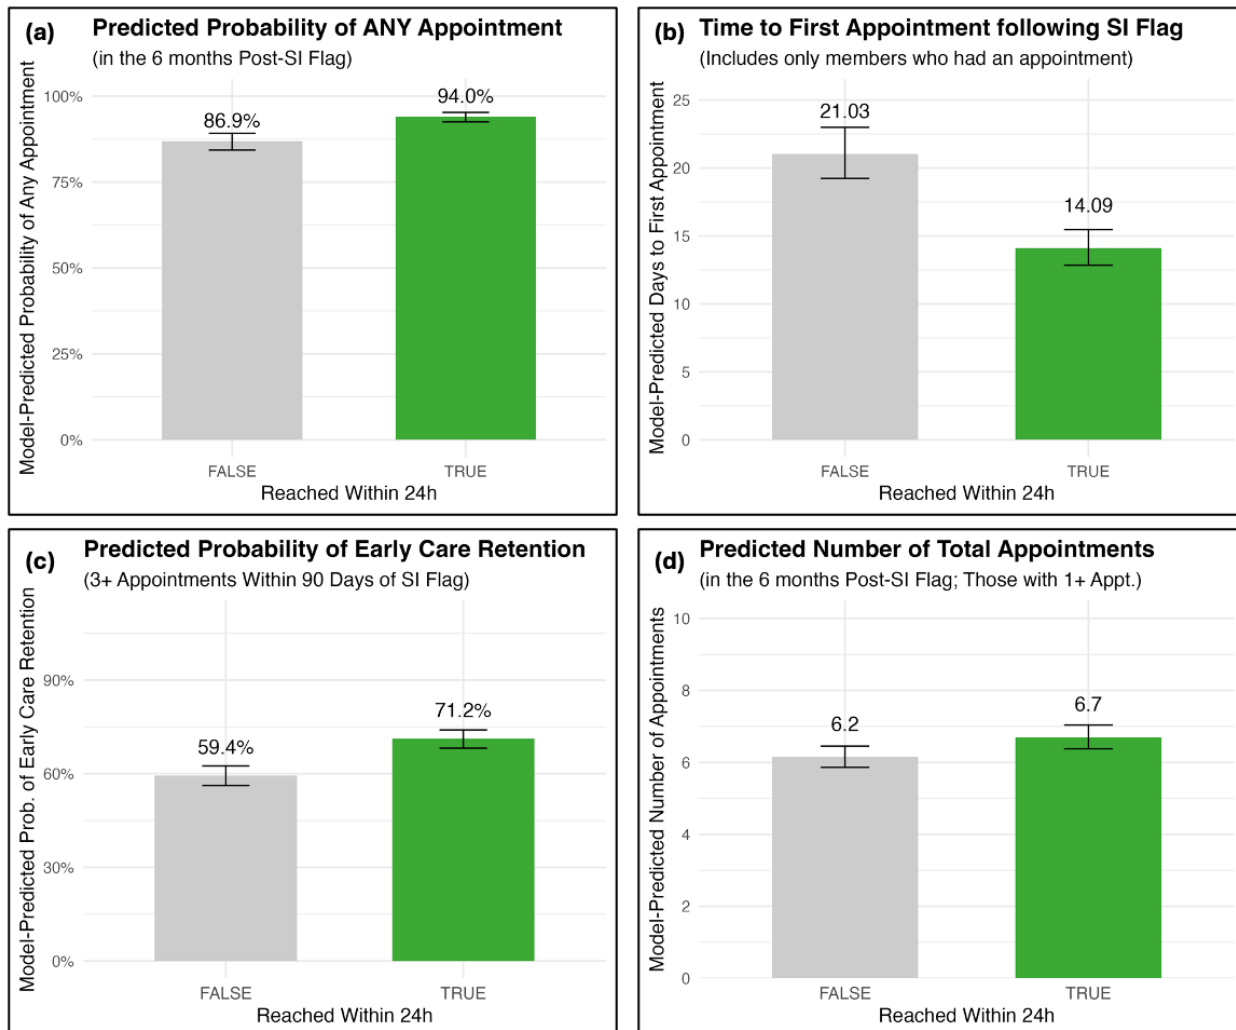 (a) Predicted Probability of ANY Appointment
(in the 6 months Post-SI Flag)
Model-Predicted Probability of Any Appointment
100%
75%
50%
25%
0%
86.9%
94.0%
FALSE
TRUE
Reached Within 24h
(b) Time to First Appointment following SI Flag
(Includes only members who had an appointment)
Model-Predicted Days to First Appointment
25
20
15
10
5
0
21.03
14.09
FALSE
TRUE
Reached Within 24h
(c) Predicted Probability of Early Care Retention
(3+ Appointments Within 90 Days of SI Flag)
Model-Predicted Prob. of Early Care Retention
90%
60%
30%
0%
59.4%
71.2%
FALSE
TRUE
Reached Within 24h
(d) Predicted Number of Total Appointments
(in the 6 months Post-SI Flag; Those with 1+ Appt.)
Model-Predicted Number of Appointments
10
8
6
4
2
0
6.2
6.7
FALSE
TRUE
Reached Within 24h